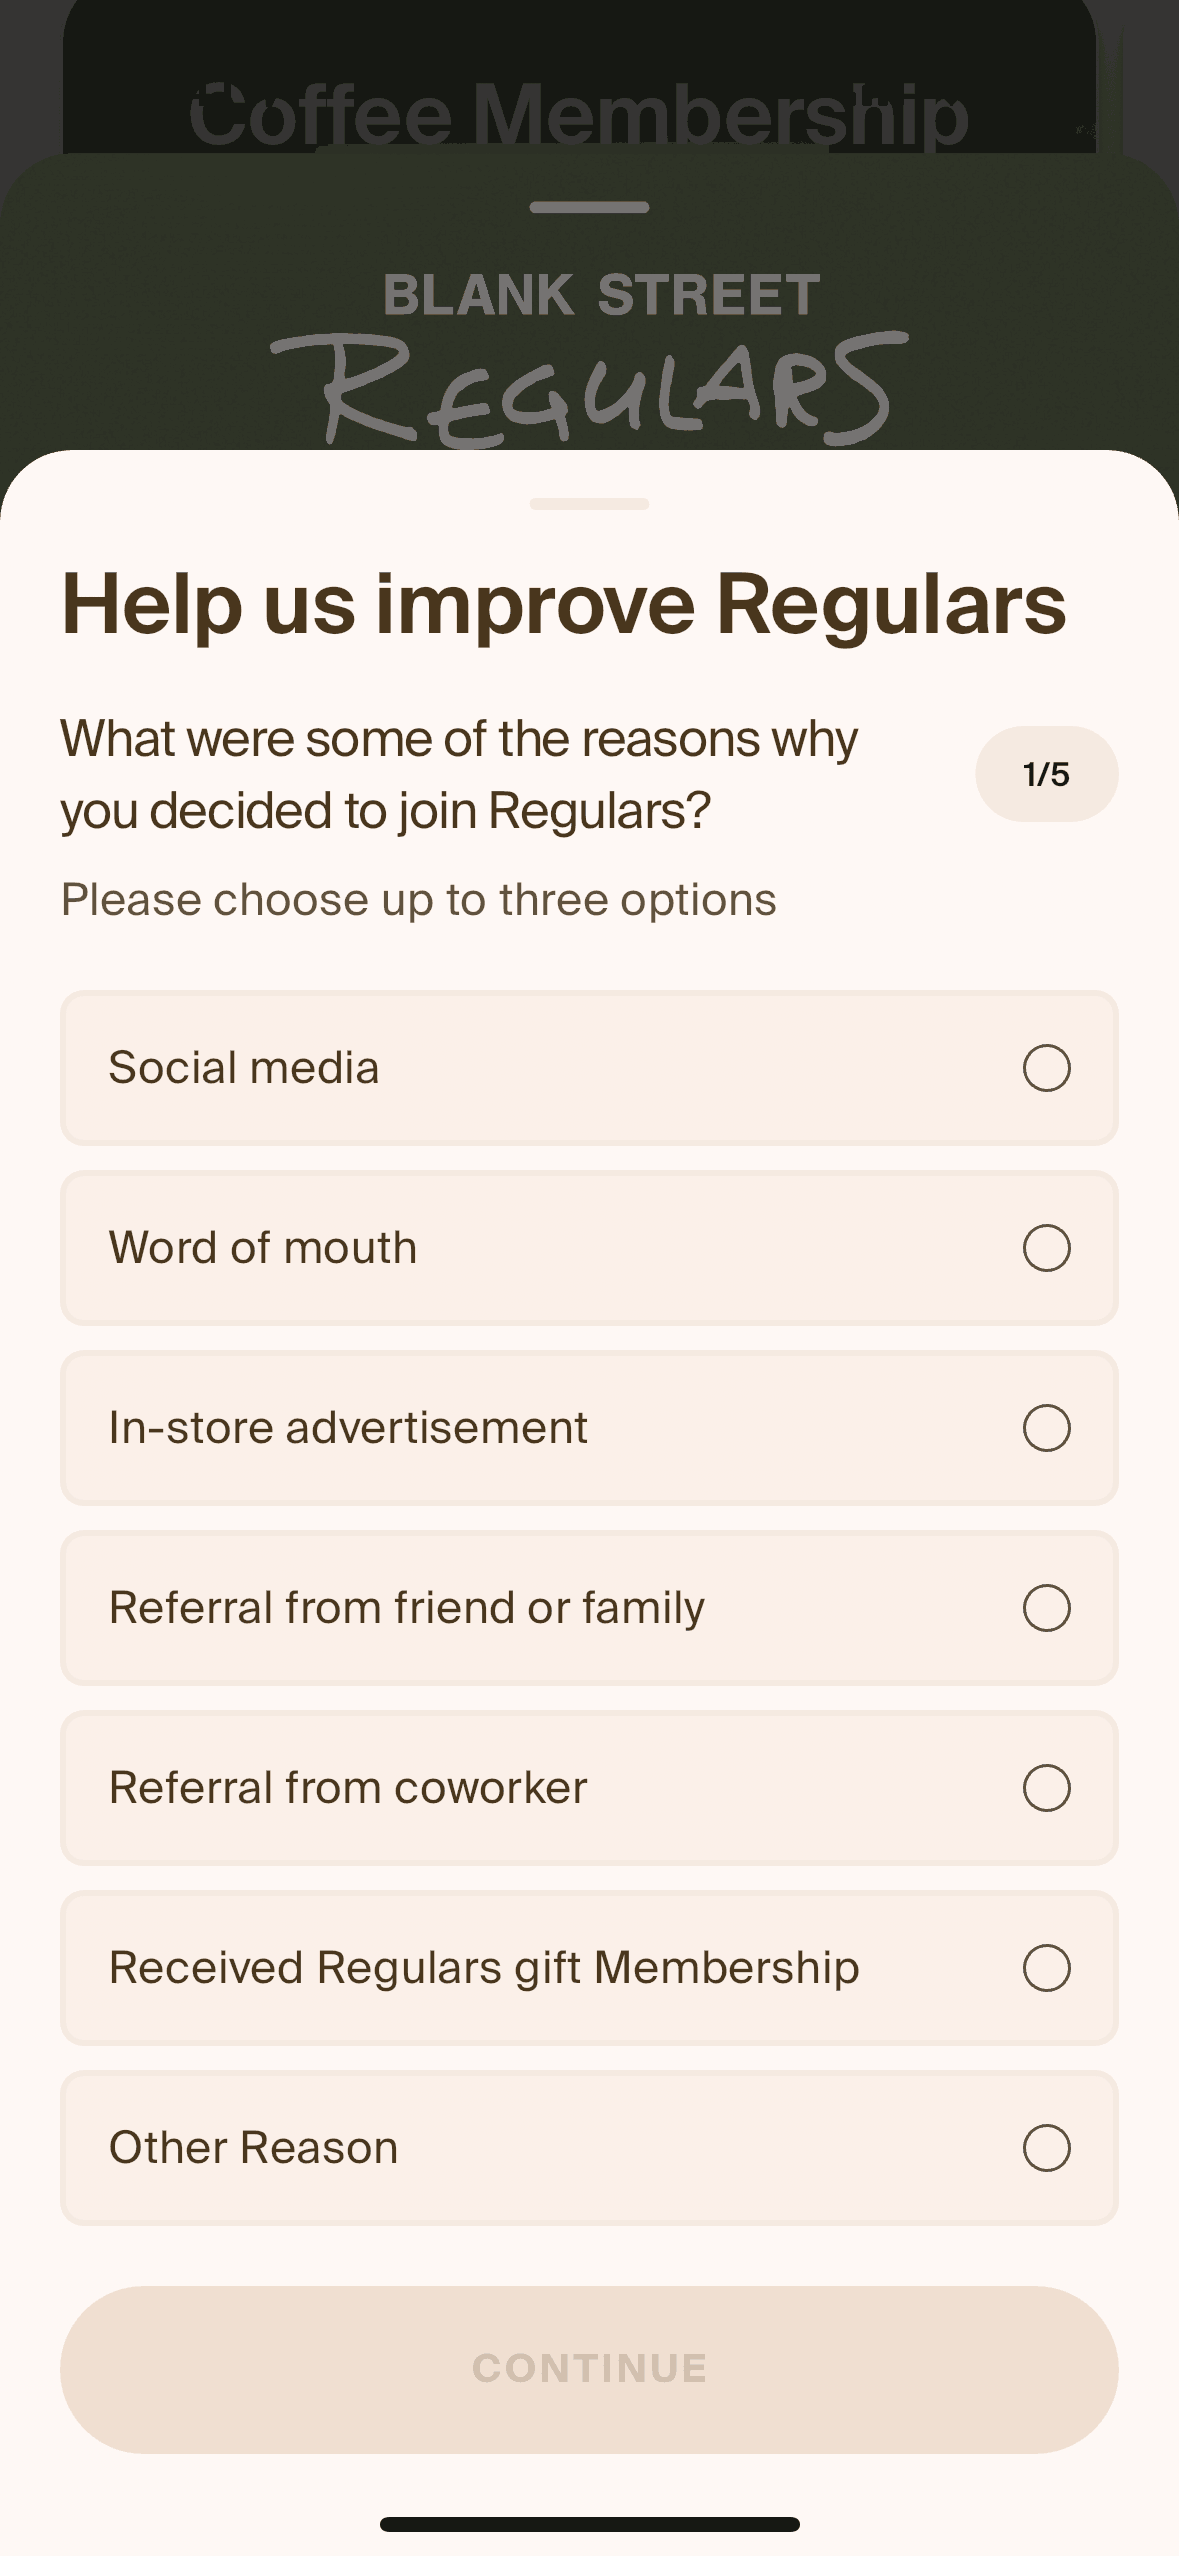 Coffee Membership
BLANK STREET
REGULARS
Help us improve Regulars
What were some of the reasons why
you decided to join Regulars?
1/5
Please choose up to three options
Social media
Word of mouth
In-store advertisement
Referral from friend or family
Referral from coworker
Received Regulars gift Membership
Other Reason
CONTINUE